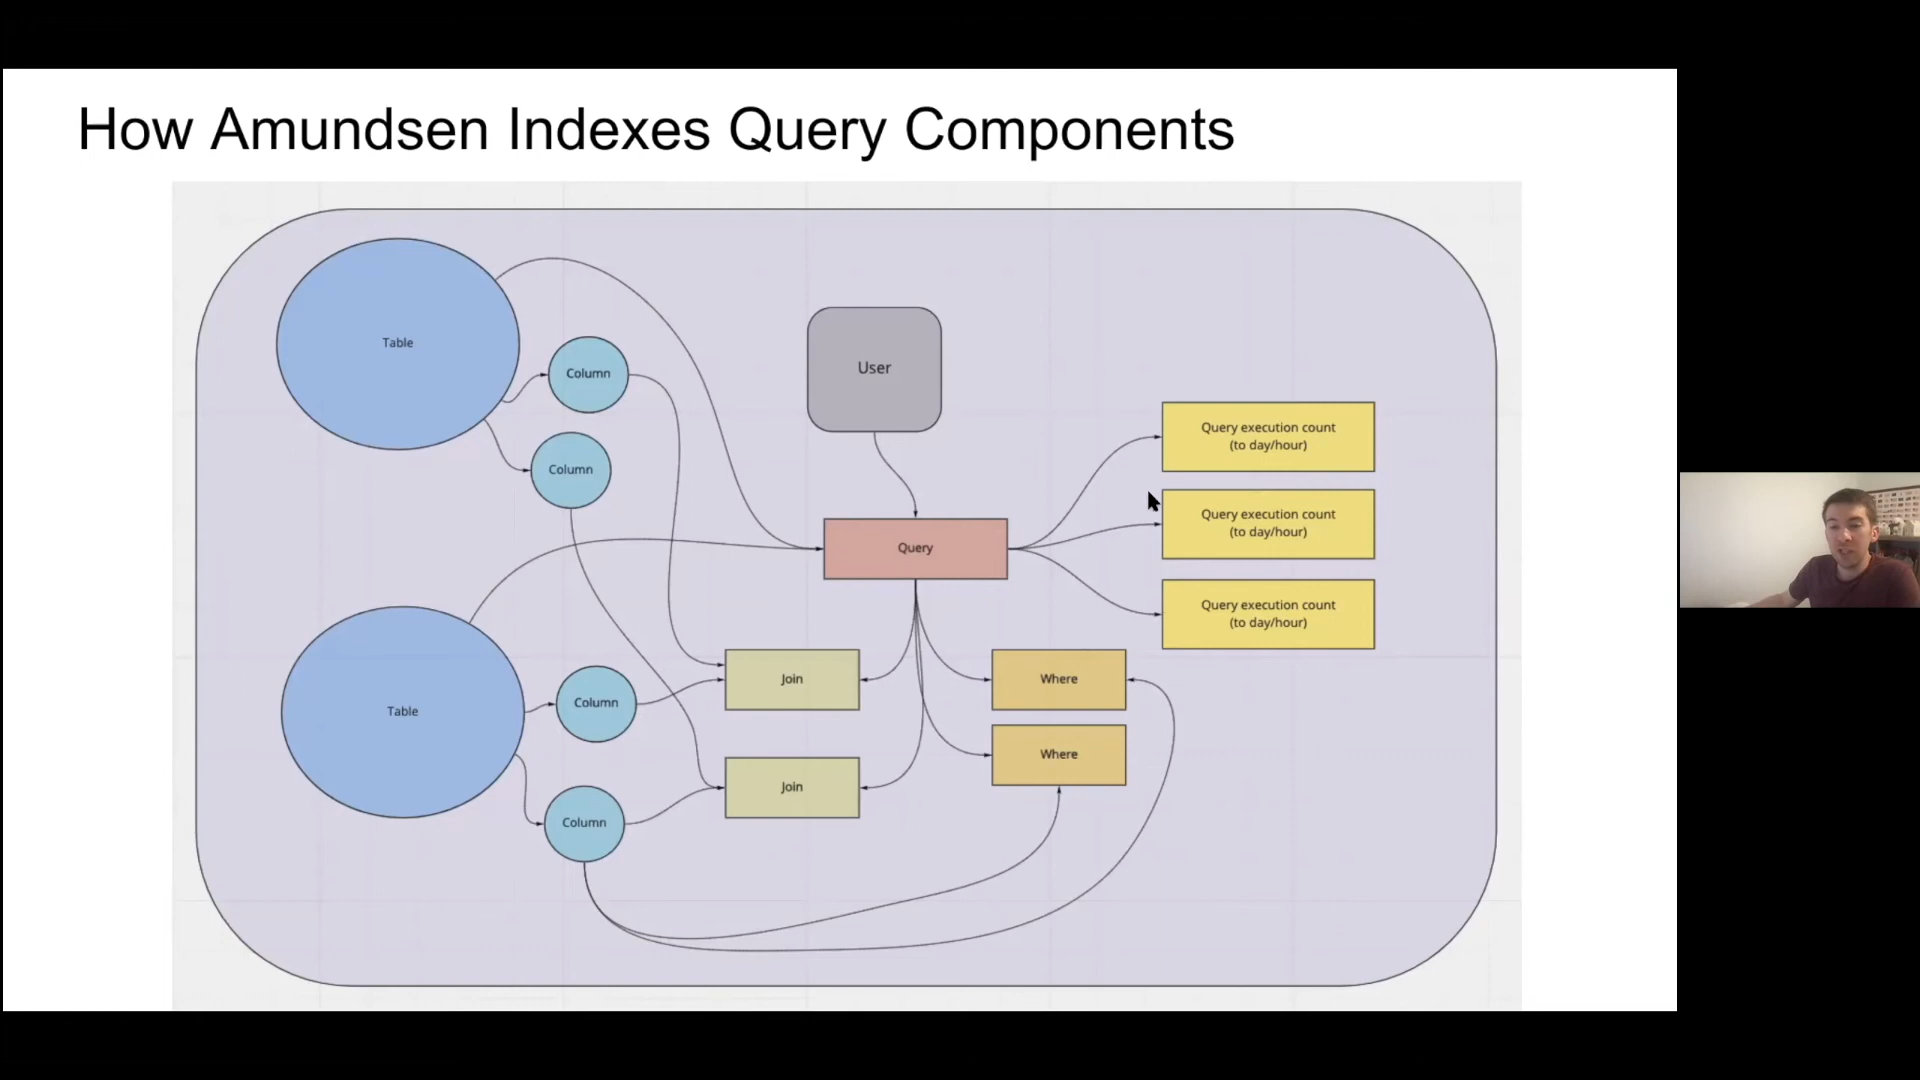 How Amundsen Indexes Query Components
Table
Column
Column
User
Query
Query execution count
(to day/hour)
Query execution count
(to day/hour)
Query execution count
(to day/hour)
Table
Column
Column
Join
Join
Where
Where